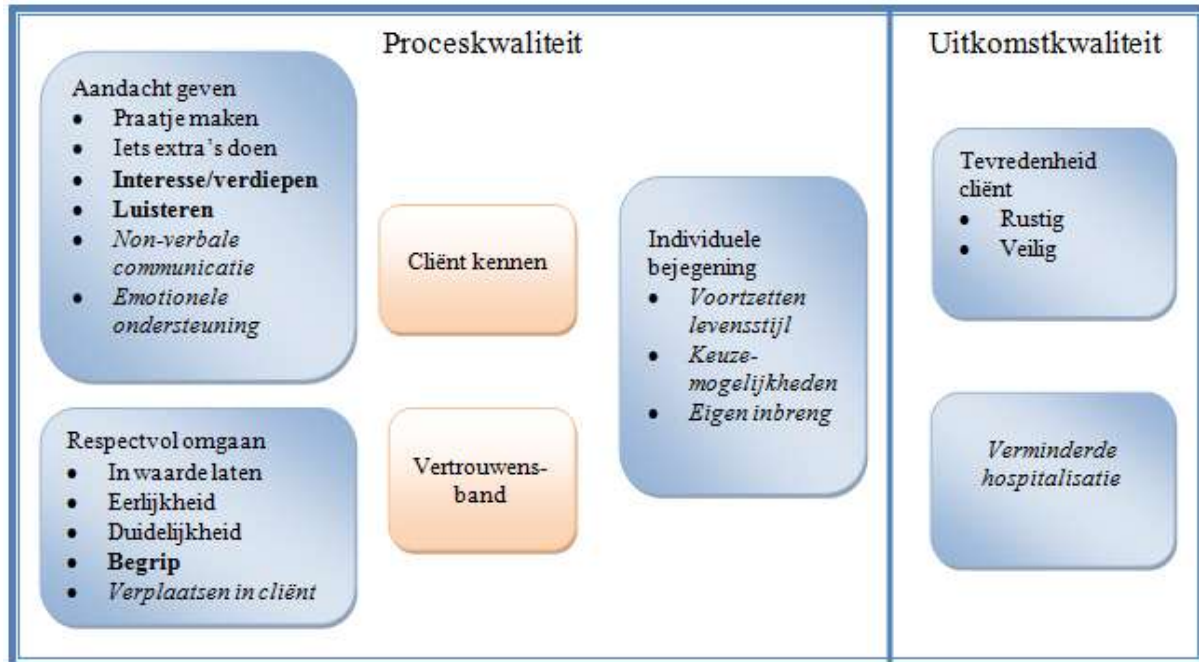 Proceskwaliteit
Aandacht geven
• Praatje maken
• Iets extra's doen
• Interesse/verdiepen
• Luisteren
• Non-verbale
communicatie
• Emotionele
ondersteuning
Respectvol omgaan
• In waarde laten
• Eerlijkheid
• Duidelijkheid
• Begrip
• Verplaatsen in cliënt
Cliënt kennen
Vertrouwens-
band
Individuele
bejegening
• Voortzetten
levensstijl
• Keuze-
mogelijkheden
• Eigen inbreng
Uitkomstkwaliteit
Tevredenheid
cliënt
• Rustig
• Veilig
Verminderde
hospitalisatie